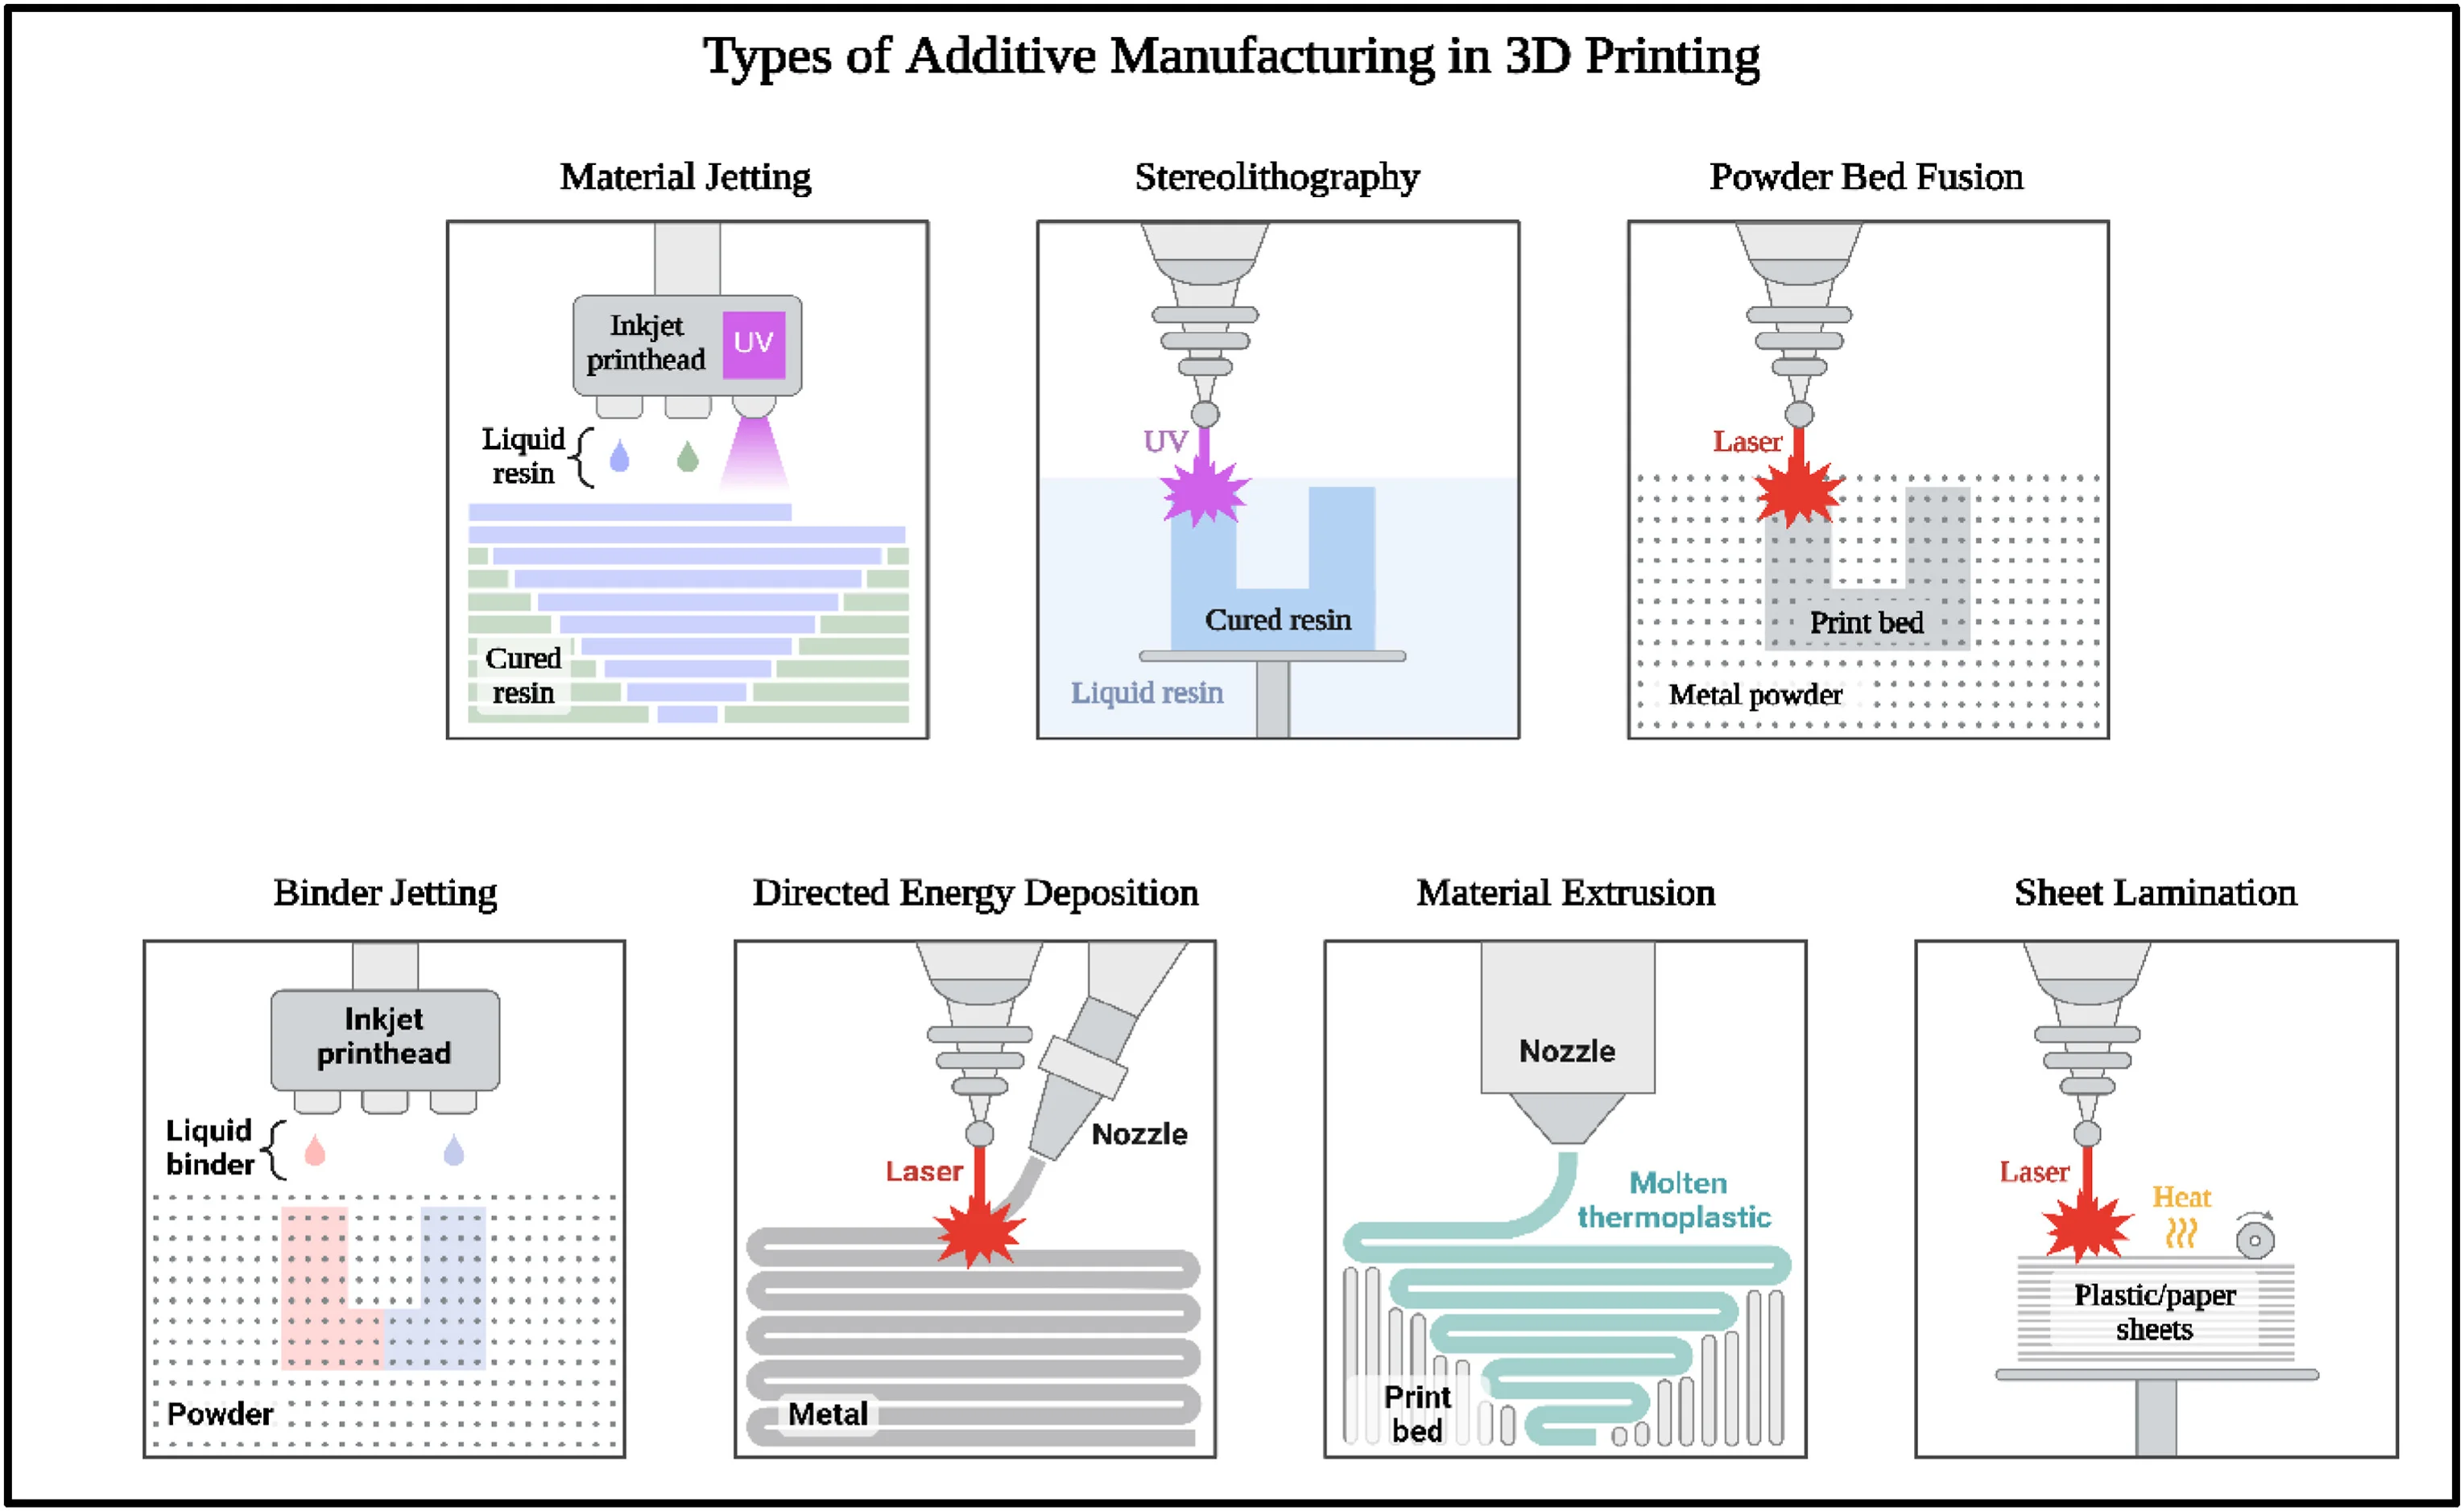 Types of Additive Manufacturing in 3D Printing
Material Jetting
Inkjet
printhead
UV
Liquid
resin
Cured
resin
Stereolithography
UV
Cured resin
Liquid resin
Powder Bed Fusion
Laser
Print bed
Metal powder
Binder Jetting
Inkjet
printhead
Liquid
binder
Powder
Directed Energy Deposition
Nozzle
Laser
Metal
Material Extrusion
Nozzle
Molten
thermoplastic
Print
bed
Sheet Lamination
Laser
Heat
Plastic/paper
sheets